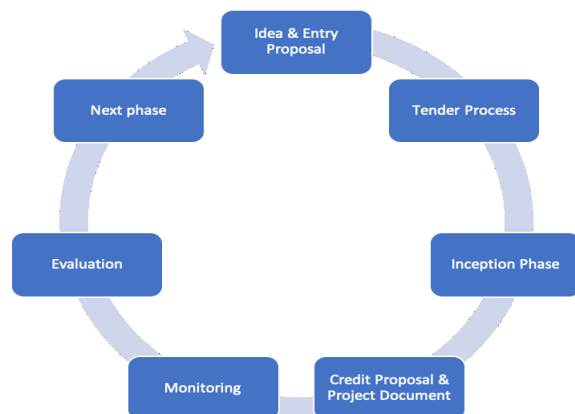 Idea & Entry
Proposal
Tender Process
Inception Phase
Credit Proposal &
Project Document
Monitoring
Evaluation
Next phase